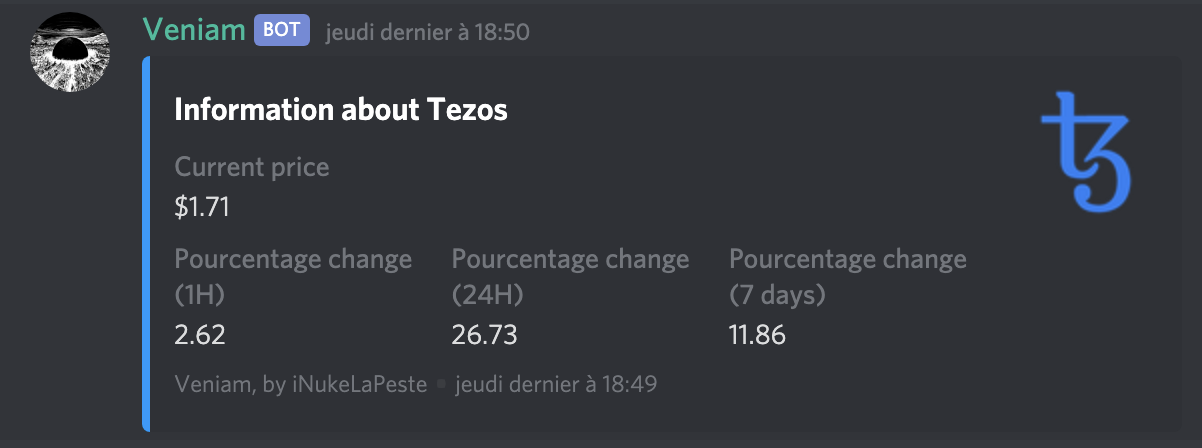 Veniam BOT jeudi dernier à 18:50
Information about Tezos
Current price
$1.71
Pourcentage change Pourcentage change Pourcentage change
(1H) (24H) (7 days)
2.62 26.73 11.86
Veniam, by iNukeLaPeste • jeudi dernier à 18:49